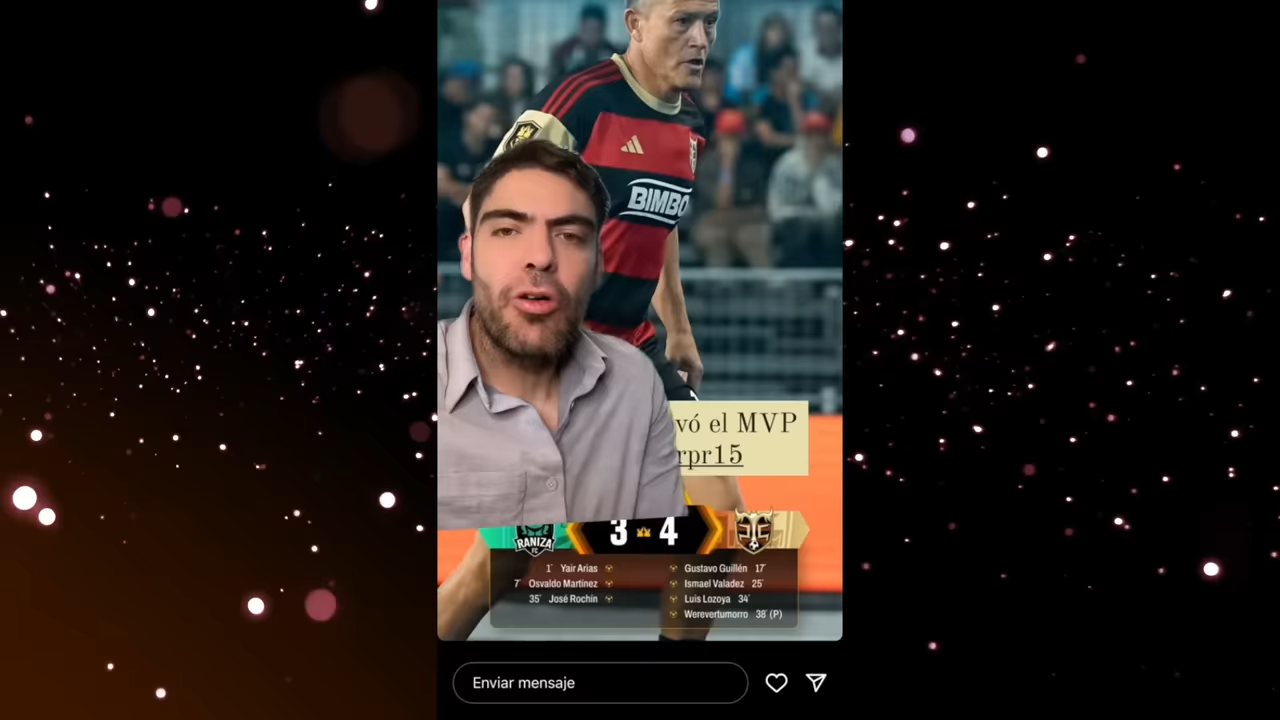 BIMBO
vó el MVP
rpr15
3 4
RANIZA
FC
1' Yair Arias
7' Osvaldo Martínez
35' José Rochin
Gustavo Guillén 17'
Ismael Valadez 25'
Luis Lozoya 34'
Werevertumorro 38' (P)
Enviar mensaje